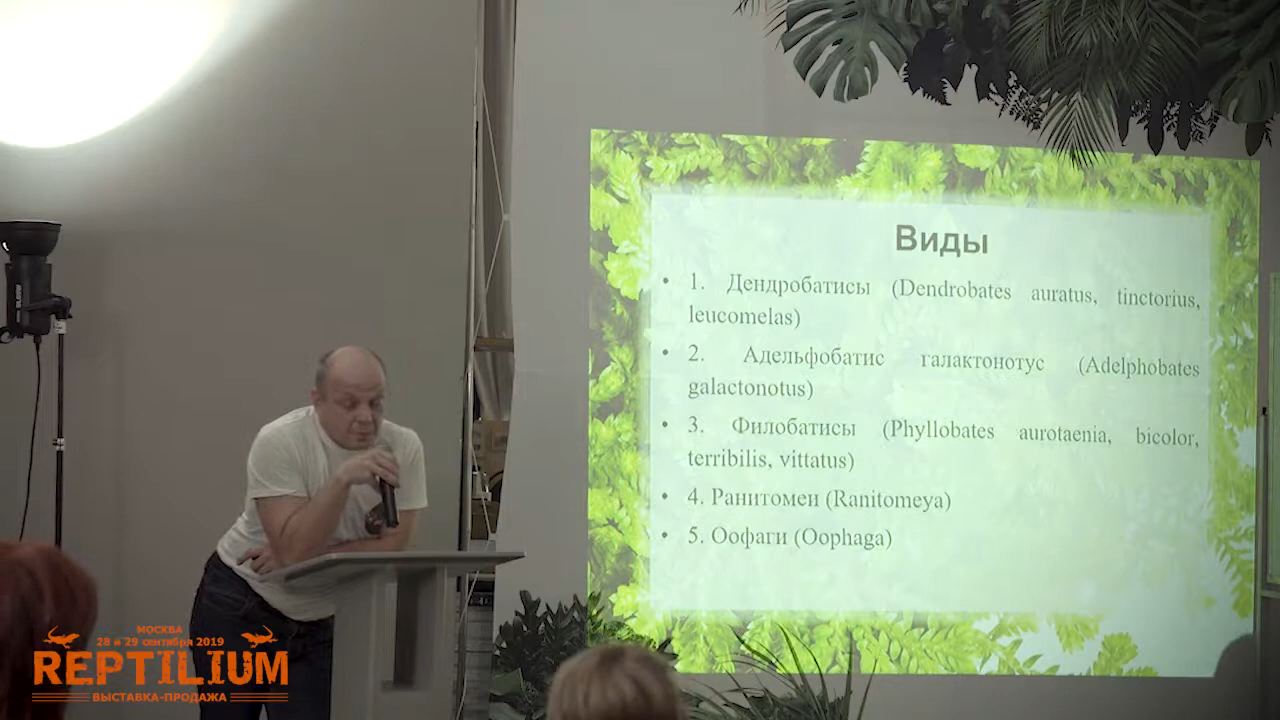 Виды
• 1. Дендробатисы (Dendrobates auratus, tinctorius,
leucomelas)
• 2. Адельфобатис галактонотус (Adelphobates
galactonotus)
• 3. Филобатисы (Phyllobates aurotaenia, bicolor,
terribilis, vittatus)
• 4. Ранитомеи (Ranitomeya)
• 5. Оофаги (Oophaga)
МОСКВА
28 и 29 сентября 2019
REPTILIUM
ВЫСТАВКА-ПРОДАЖА